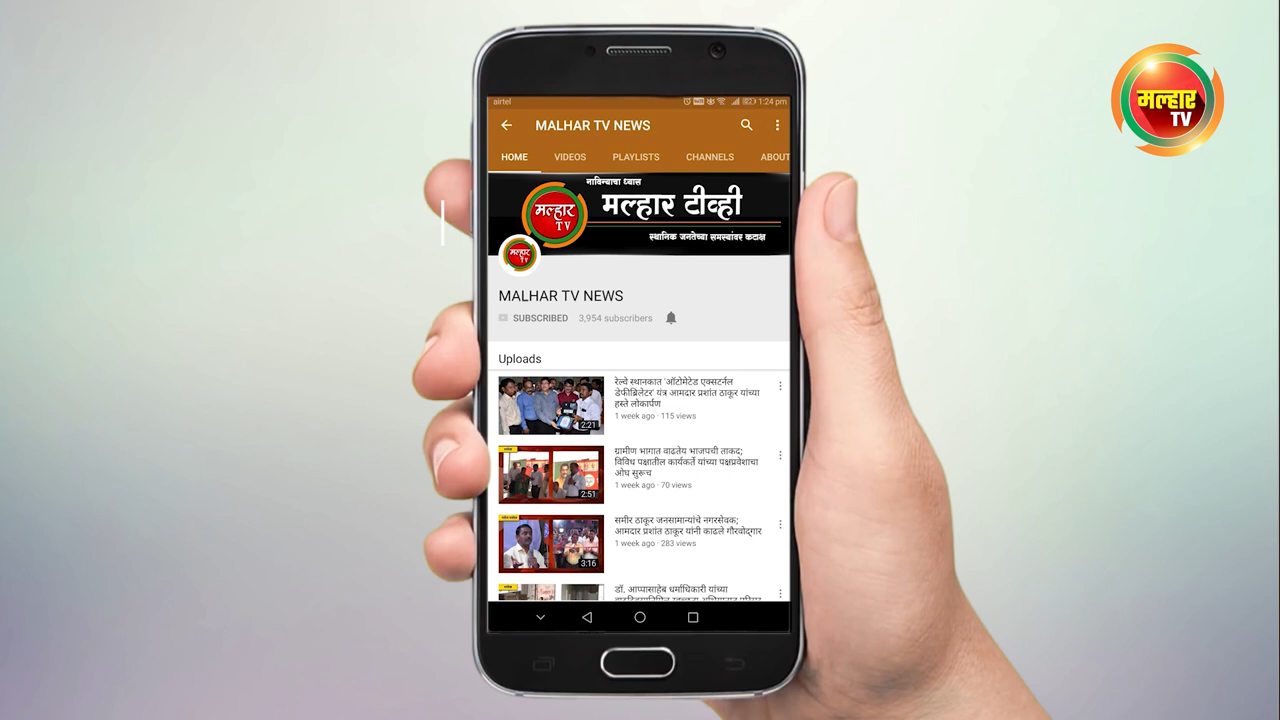 मल्हार
TV
airtel
1:24 pm
MALHAR TV NEWS
HOME VIDEOS PLAYLISTS CHANNELS ABOUT
नाविन्याचा ध्यास
मल्हार टीव्ही
मल्हार
TV
स्थानिक जनतेच्या समस्यांवर कटाक्ष
मल्हार
TV
MALHAR TV NEWS
SUBSCRIBED 3,954 subscribers
Uploads
रेल्वे स्थानकात 'ऑटोमेटेड एक्सटर्नल
डेफीब्रिलेटर' यंत्र आमदार प्रशांत ठाकूर यांच्या
हस्ते लोकार्पण
1 week ago · 115 views
2:21
ग्रामीण भागात वाढतेय भाजपची ताकद;
विविध पक्षातील कार्यकर्ते यांच्या पक्षप्रवेशाचा
ओघ सुरूच
1 week ago · 70 views
2:51
समीर ठाकूर जनसामान्यांचे नगरसेवक;
आमदार प्रशांत ठाकूर यांनी काढले गौरवोद्गार
1 week ago · 283 views
3:16
डॉ. आप्पासाहेब धर्माधिकारी यांच्या